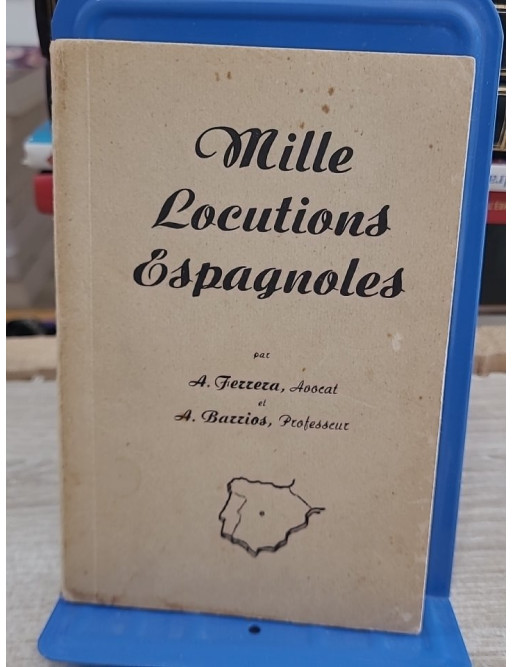 Mille
Locutions
Espagnoles
par
A. Ferrera, Avocat
et
A. Barrios, Professeur